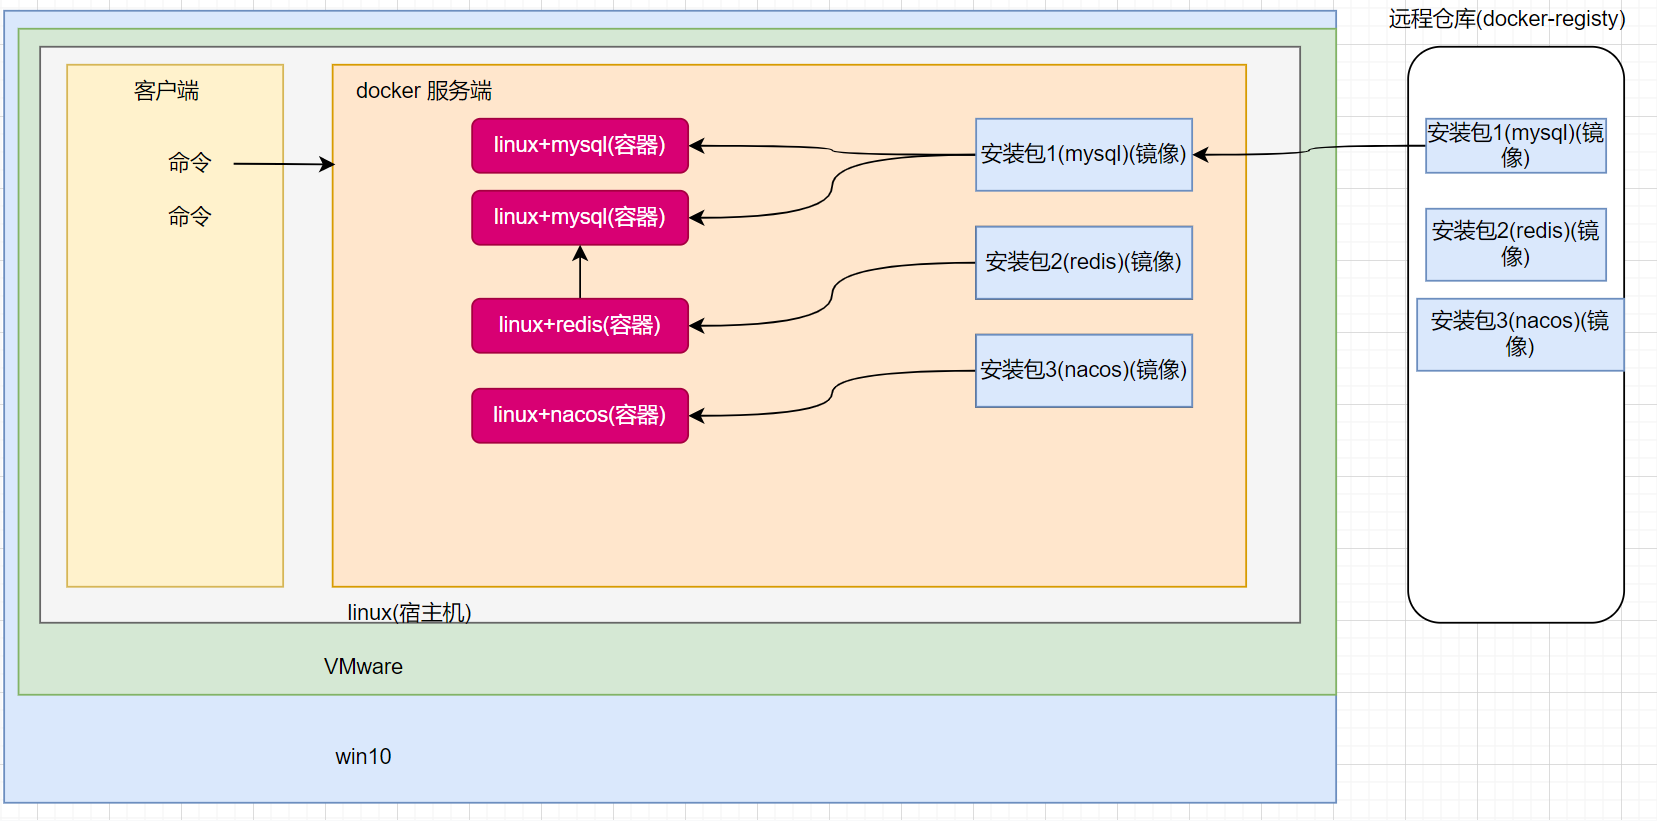 远程仓库(docker-registy)
客户端
命令
命令
docker 服务端
linux+mysql(容器)
linux+mysql(容器)
linux+redis(容器)
linux+nacos(容器)
安装包1(mysql)(镜像)
安装包2(redis)(镜像)
安装包3(nacos)(镜像)
安装包1(mysql)(镜
像)
安装包2(redis)(镜
像)
安装包3(nacos)(镜
像)
linux(宿主机)
VMware
win10